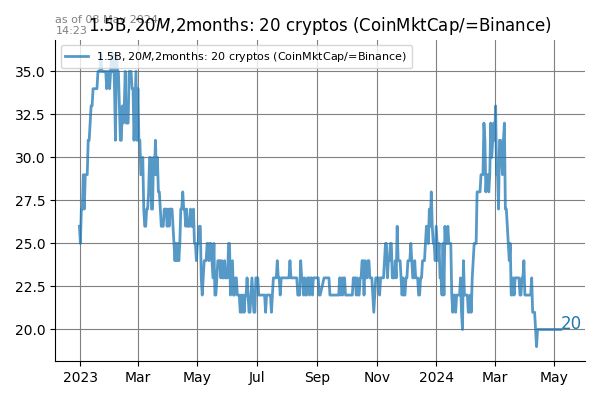 as of 03 May 2024
14:23
1.5B, 20M,2months: 20 cryptos (CoinMktCap/=Binance)
1.5B, 20M,2months: 20 cryptos (CoinMktCap/=Binance)
35.0
32.5
30.0
27.5
25.0
22.5
20.0
20
2023 Mar May Jul Sep Nov 2024 Mar May